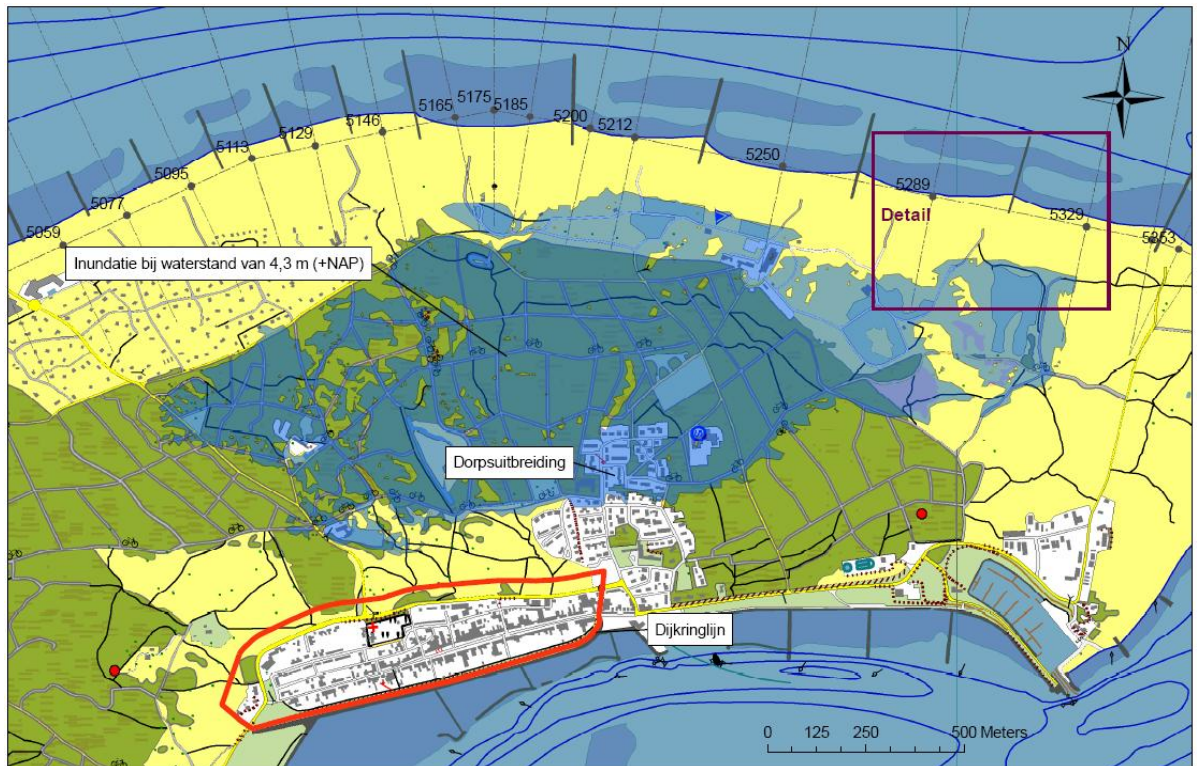 N
5165
5175
5185
5200
5212
5146
5129
5113
5095
5077
5059
5250
5289
5329
5353
Detail
Inundatie bij waterstand van 4,3 m (+NAP)
Dorpsuitbreiding
Dijkringlijn
0 125 250 500 Meters